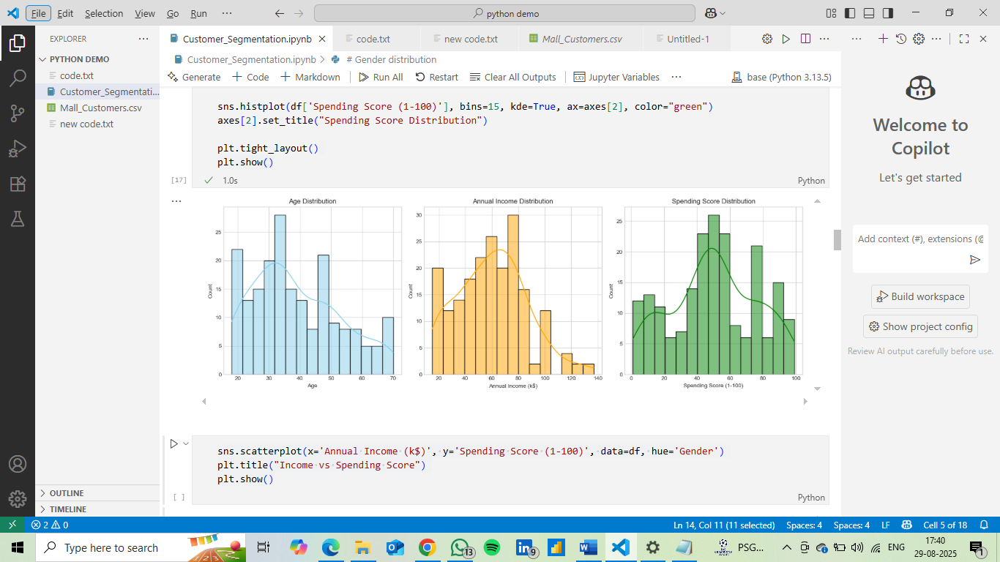 File Edit Selection View Go Run ··· python demo
EXPLORER
PYTHON DEMO
code.txt
Customer_Segmentati...
Mall_Customers.csv
new code.txt
OUTLINE
TIMELINE
Customer_Segmentation.ipynb code.txt new code.txt Mall_Customers.csv Untitled-1
Customer_Segmentation.ipynb > # Gender distribution
Generate + Code + Markdown Run All Restart Clear All Outputs Jupyter Variables ··· base (Python 3.13.5)
sns.histplot(df['Spending Score (1-100)'], bins=15, kde=True, ax=axes[2], color="green")
axes[2].set_title("Spending Score Distribution")
plt.tight_layout()
plt.show()
[17] 1.0s Python
Age Distribution
Count
0 5 10 15 20 25
20 30 40 50 60 70
Age
Annual Income Distribution
Count
0 5 10 15 20 25 30
20 40 60 80 100 120 140
Annual Income (k$)
Spending Score Distribution
Count
0 5 10 15 20 25
0 20 40 60 80 100
Spending Score (1-100)
sns.scatterplot(x='Annual Income (k$)', y='Spending Score (1-100)', data=df, hue='Gender')
plt.title("Income vs Spending Score")
plt.show()
[ ] Python
Welcome to
Copilot
Let's get started
Add context (#), extensions (@
Build workspace
Show project config
Review AI output carefully before use.
2 0 Ln 14, Col 11 (11 selected) Spaces: 4 Spaces: 4 LF Cell 5 of 18
Type here to search 13 9 PSG... ENG 17:40
29-08-2025 1